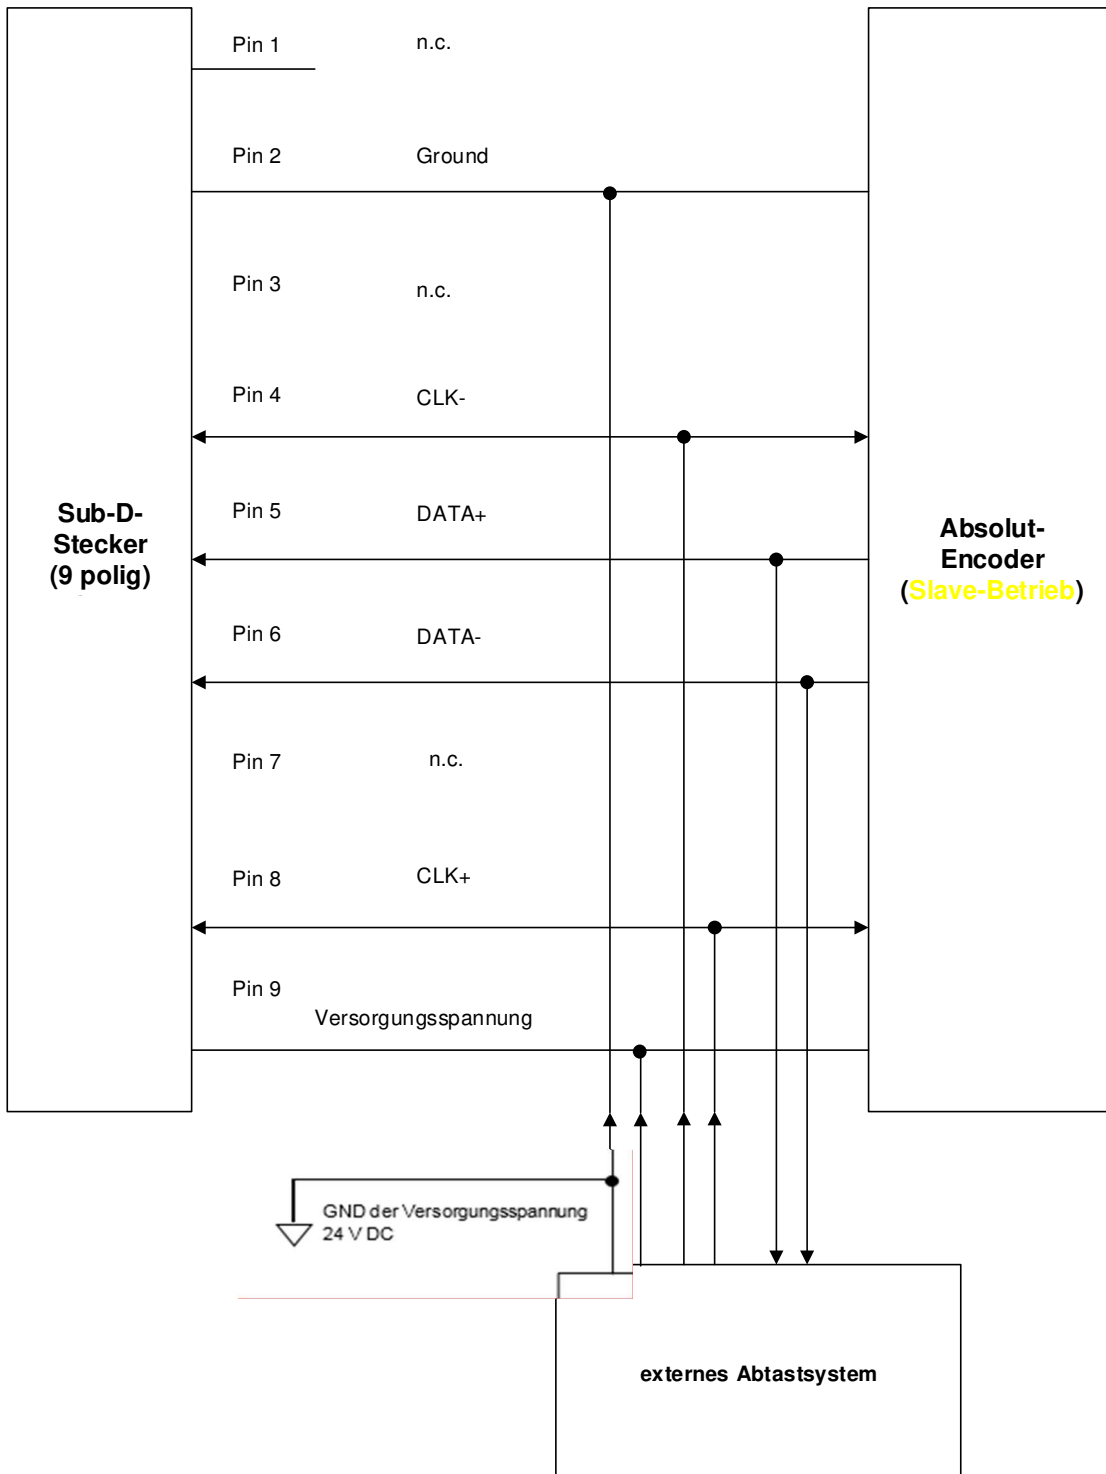 Pin 1 n.c.
Pin 2 Ground
Pin 3 n.c.
Pin 4 CLK-
Pin 5 DATA+
Pin 6 DATA-
Pin 7 n.c.
Pin 8 CLK+
Pin 9
Versorgungsspannung
Sub-D-
Stecker
(9 polig)
Absolut-
Encoder
(Slave-Betrieb)
GND der Versorgungsspannung
24 V DC
externes Abtastsystem